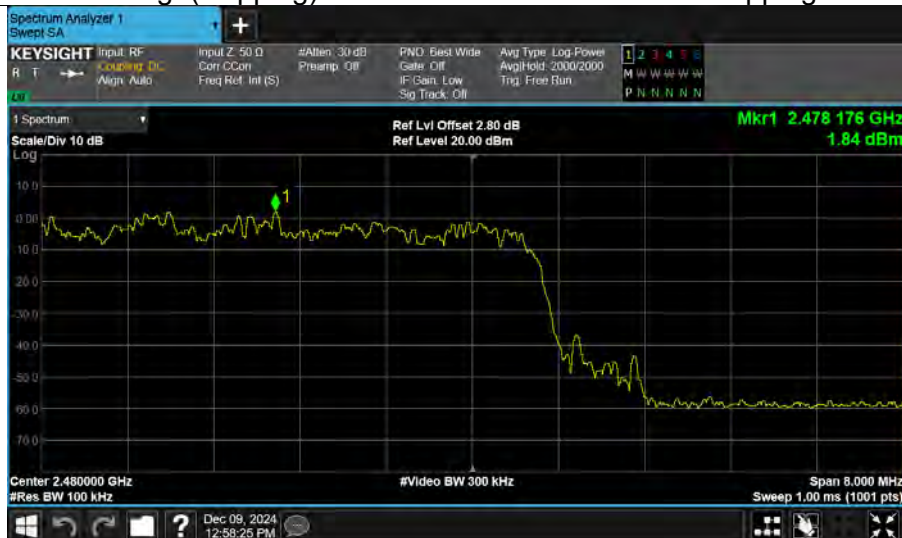 Spectrum Analyzer 1
Swept SA
+
KEYSIGHT
R T
Input: RF
Coupling: DC
Align: Auto
Input Z: 50 Ω
Corr CCorr
Freq Ref: Int (S)
#Atten: 30 dB
Preamp: Off
PNO: Best Wide
Gate: Off
IF Gain: Low
Sig Track: Off
Avg Type: Log-Power
Avg|Hold: 2000/2000
Trig: Free Run
1 2 3 4 5 6
M W W W W W
P N N N N N
1 Spectrum
Scale/Div 10 dB
Ref Lvl Offset 2.80 dB
Ref Level 20.00 dBm
Mkr1 2.478 176 GHz
1.84 dBm
Log
10.0
0.00
-10.0
-20.0
-30.0
-40.0
-50.0
-60.0
-70.0
1
Center 2.480000 GHz
#Res BW 100 kHz
#Video BW 300 kHz
Span 8.000 MHz
Sweep 1.00 ms (1001 pts)
?
Dec 09, 2024
12:58:25 PM